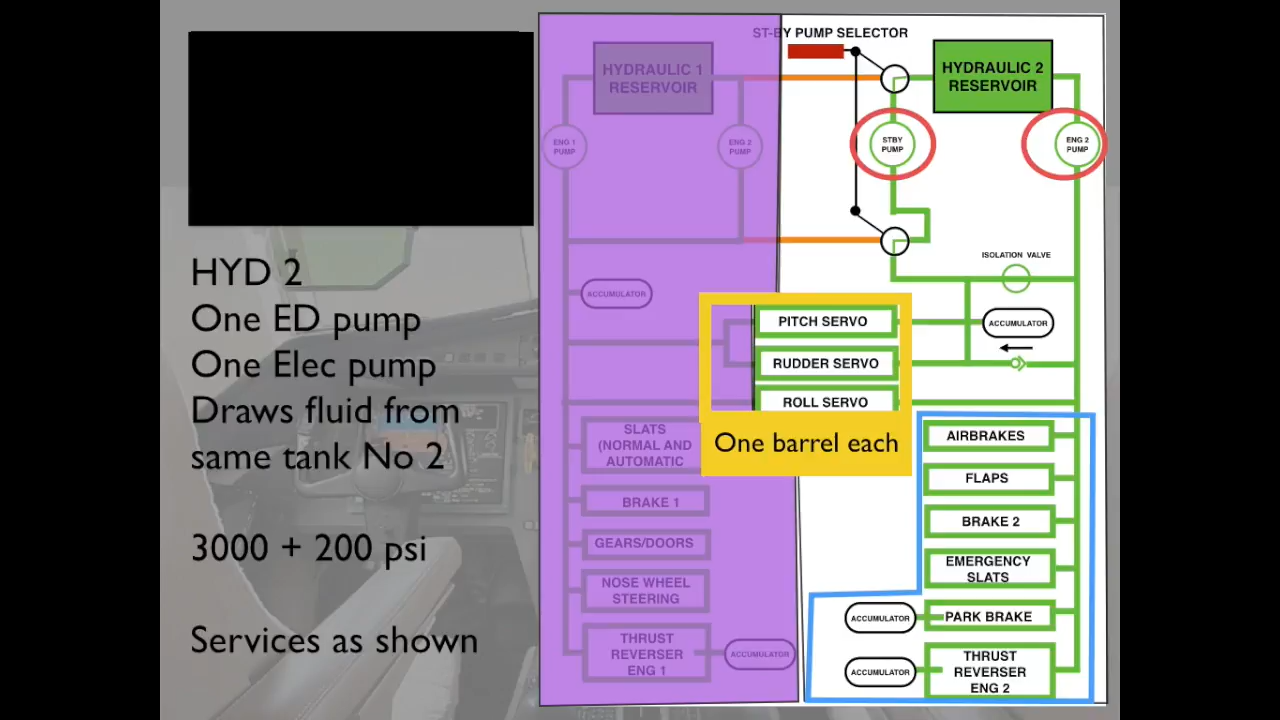 HYD 2
One ED pump
One Elec pump
Draws fluid from
same tank No 2
3000 + 200 psi
Services as shown
ST-BY PUMP SELECTOR
HYDRAULIC 1
RESERVOIR
HYDRAULIC 2
RESERVOIR
ENG 1
PUMP
ENG 2
PUMP
STBY
PUMP
ENG 2
PUMP
ISOLATION VALVE
ACCUMULATOR
PITCH SERVO
ACCUMULATOR
RUDDER SERVO
ROLL SERVO
One barrel each
SLATS
(NORMAL AND
AUTOMATIC
BRAKE 1
GEARS/DOORS
NOSE WHEEL
STEERING
THRUST
REVERSER
ENG 1
ACCUMULATOR
AIRBRAKES
FLAPS
BRAKE 2
EMERGENCY
SLATS
ACCUMULATOR
PARK BRAKE
ACCUMULATOR
THRUST
REVERSER
ENG 2